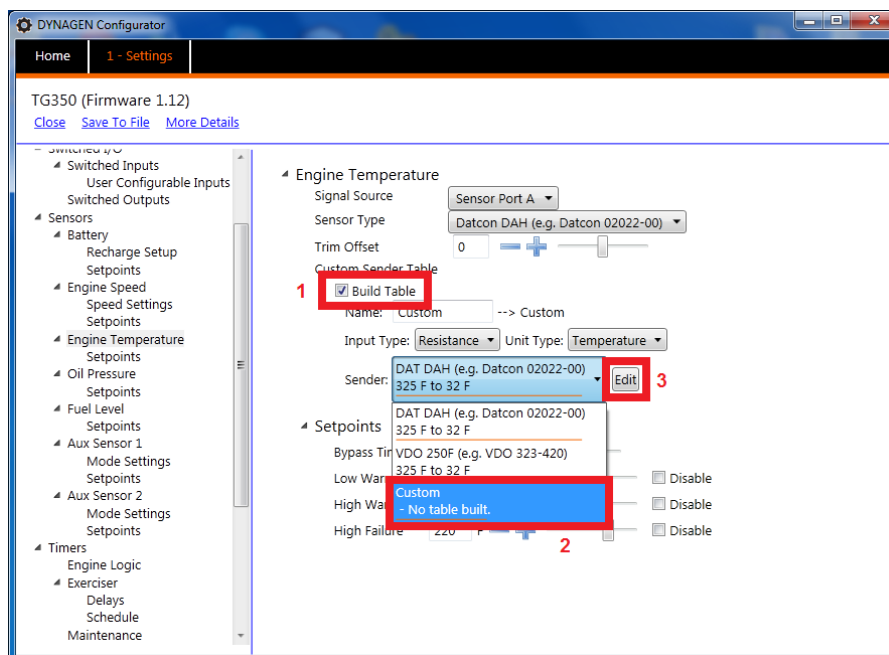 DYNAGEN Configurator
Home 1 - Settings
TG350 (Firmware 1.12)
Close Save To File More Details
Switched I/O
Switched Inputs
User Configurable Inputs
Switched Outputs
Sensors
Battery
Recharge Setup
Setpoints
Engine Speed
Speed Settings
Setpoints
Engine Temperature
Setpoints
Oil Pressure
Setpoints
Fuel Level
Setpoints
Aux Sensor 1
Mode Settings
Setpoints
Aux Sensor 2
Mode Settings
Setpoints
Timers
Engine Logic
Exerciser
Delays
Schedule
Maintenance
Engine Temperature
Signal Source Sensor Port A
Sensor Type Datcon DAH (e.g. Datcon 02022-00)
Trim Offset 0
Custom Sender Table
1 Build Table
Name: Custom --> Custom
Input Type: Resistance Unit Type: Temperature
Sender: DAT DAH (e.g. Datcon 02022-00) Edit 3
325 F to 32 F
DAT DAH (e.g. Datcon 02022-00)
325 F to 32 F
VDO 250F (e.g. VDO 323-420)
325 F to 32 F
Custom
- No table built.
2
Setpoints
Bypass Tim
Low War Disable
High Wa Disable
High Failure 220 F Disable